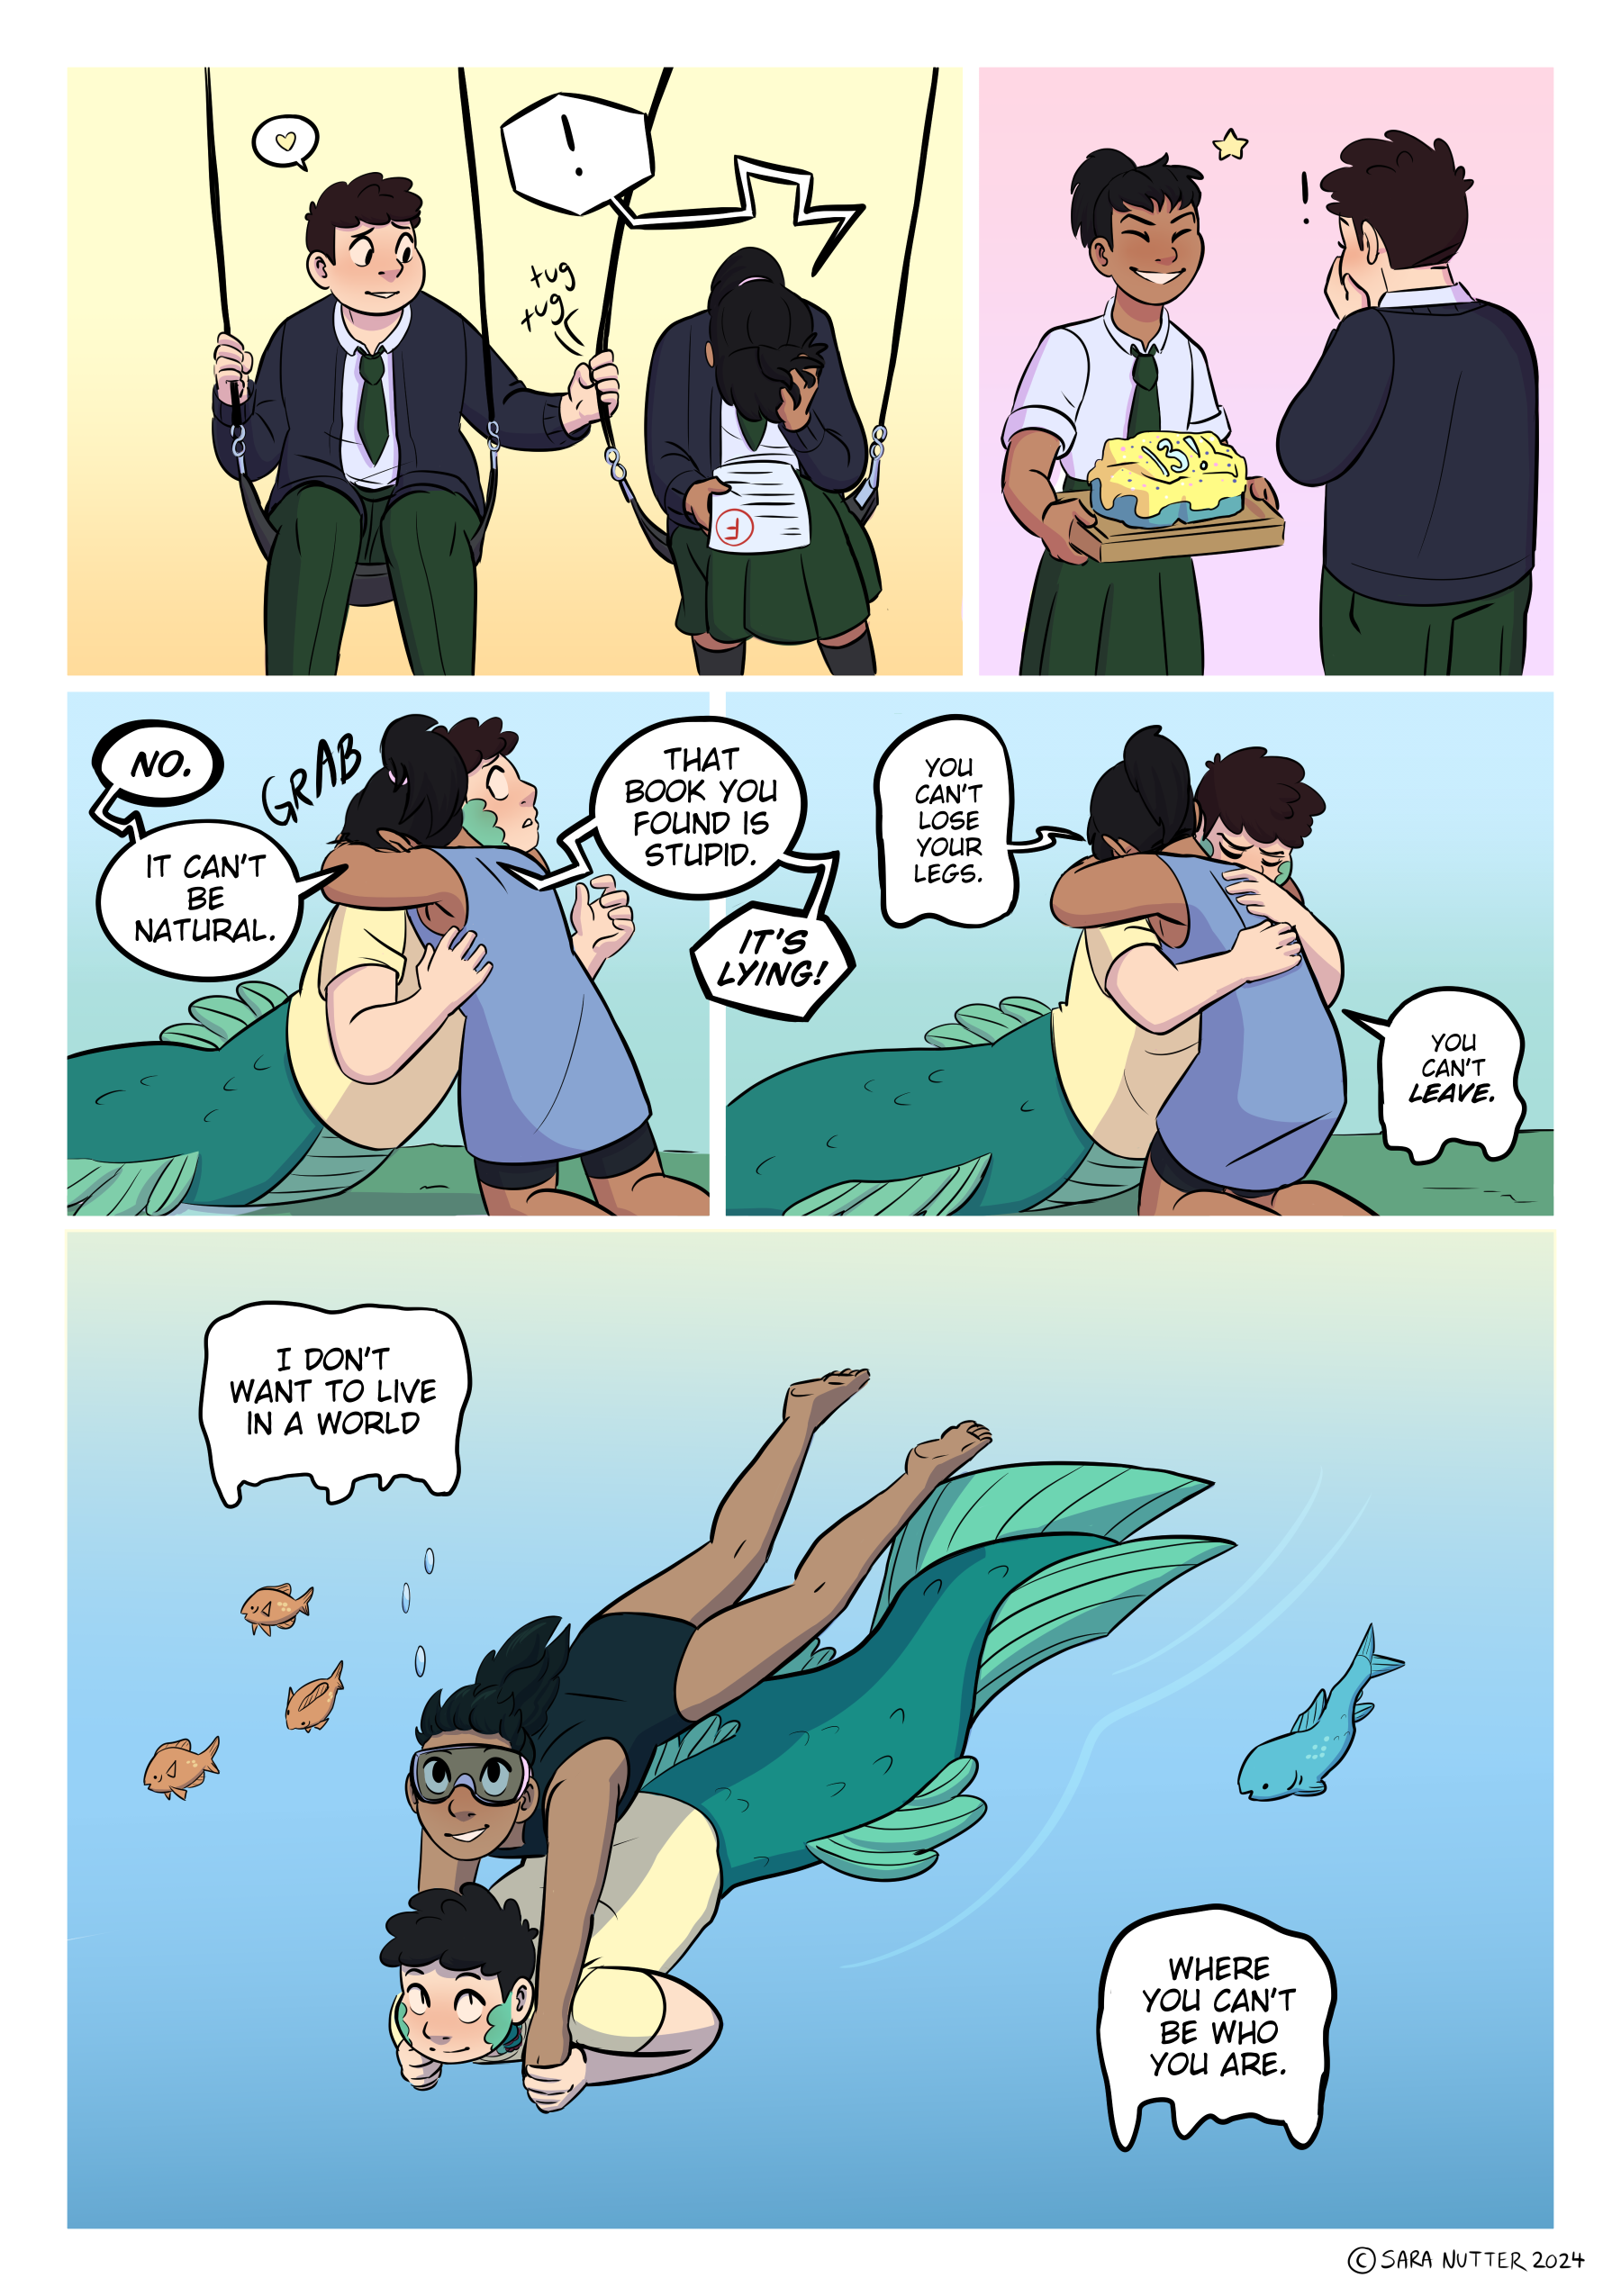 !
tug
tug
F
!
13!
NO.
GRAB
IT CAN'T
BE
NATURAL.
THAT
BOOK YOU
FOUND IS
STUPID.
IT'S
LYING!
YOU
CAN'T
LOSE
YOUR
LEGS.
YOU
CAN'T
LEAVE.
I DON'T
WANT TO LIVE
IN A WORLD
WHERE
YOU CAN'T
BE WHO
YOU ARE.
© SARA NUTTER 2024